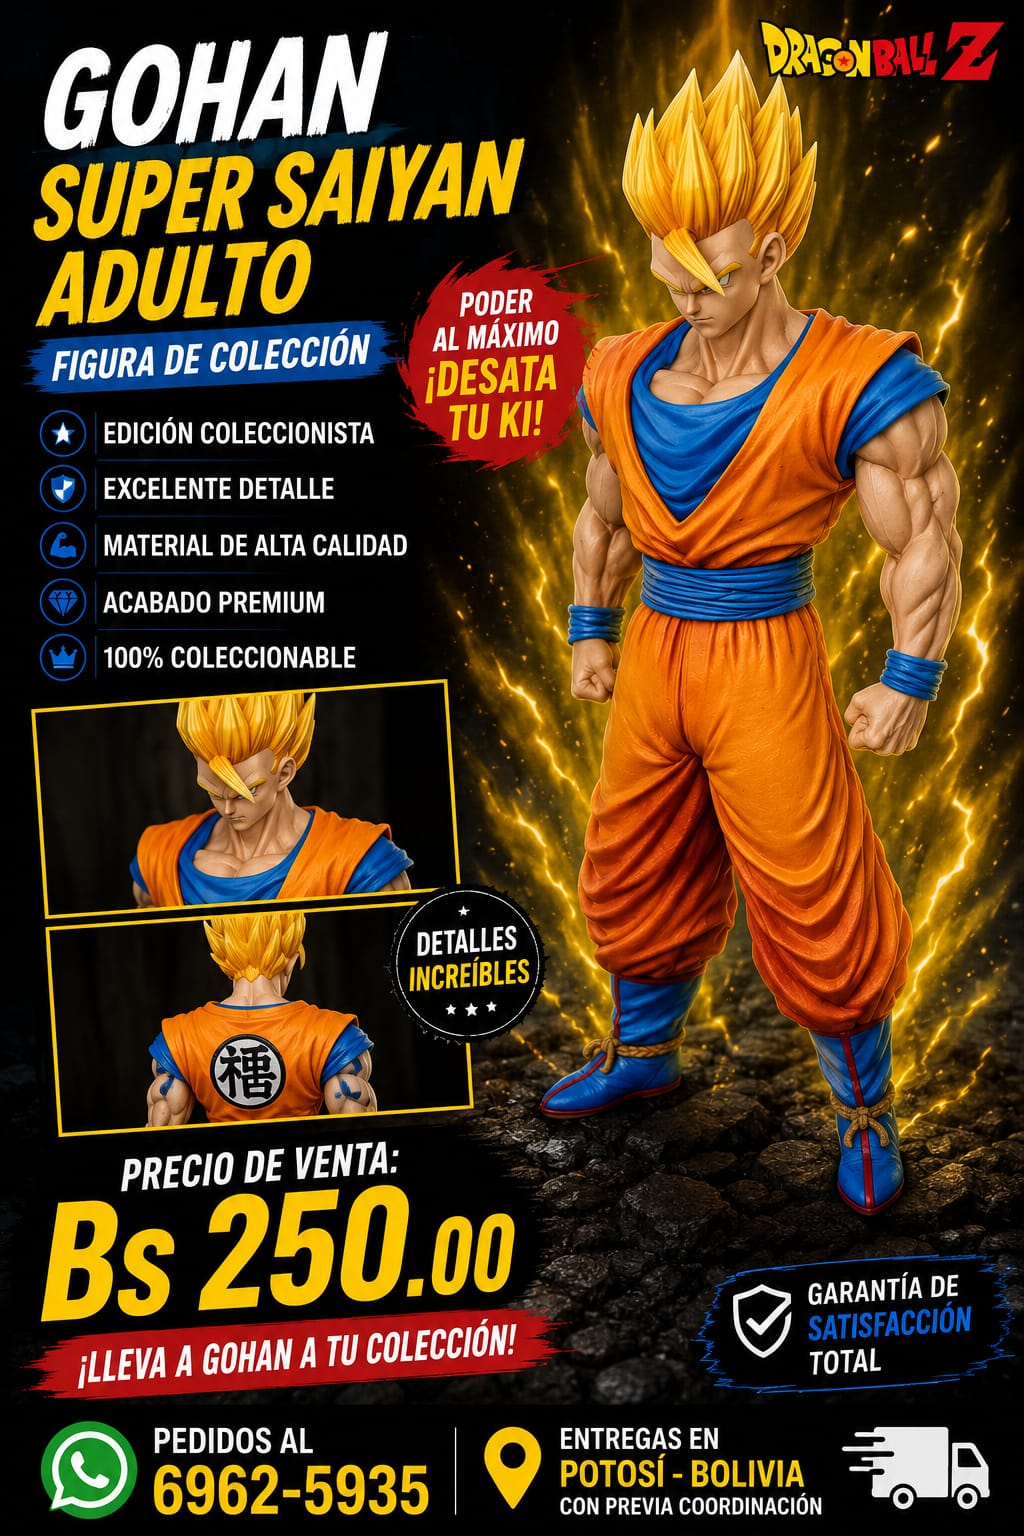 DRAGON BALL Z
GOHAN
SUPER SAIYAN
ADULTO
FIGURA DE COLECCIÓN
PODER
AL MÁXIMO
¡DESATA
TU KI!
EDICIÓN COLECCIONISTA
EXCELENTE DETALLE
MATERIAL DE ALTA CALIDAD
ACABADO PREMIUM
100% COLECCIONABLE
DETALLES
INCREÍBLES
PRECIO DE VENTA:
Bs 250.00
¡LLEVA A GOHAN A TU COLECCIÓN!
GARANTÍA DE
SATISFACCIÓN
TOTAL
PEDIDOS AL
6962-5935
ENTREGAS EN
POTOSÍ - BOLIVIA
CON PREVIA COORDINACIÓN